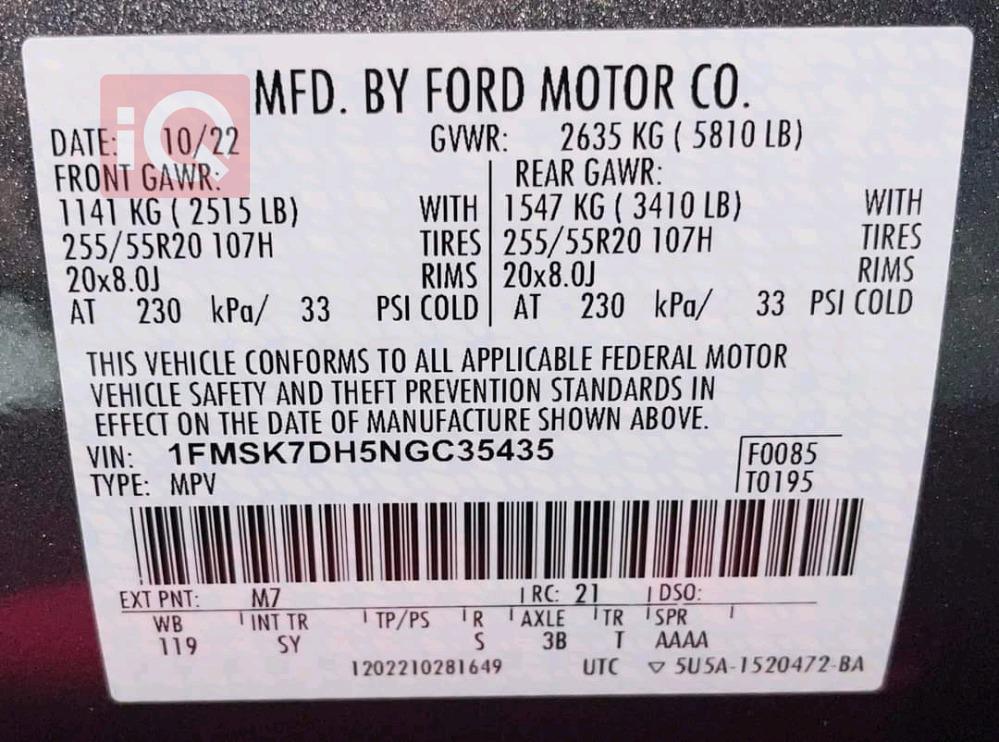 iQ
MFD. BY FORD MOTOR CO.
DATE: 10/22 GVWR: 2635 KG ( 5810 LB)
FRONT GAWR: REAR GAWR:
1141 KG ( 2515 LB) WITH 1547 KG ( 3410 LB) WITH
255/55R20 107H TIRES 255/55R20 107H TIRES
20x8.0J RIMS 20x8.0J RIMS
AT 230 kPa/ 33 PSI COLD AT 230 kPa/ 33 PSI COLD
THIS VEHICLE CONFORMS TO ALL APPLICABLE FEDERAL MOTOR
VEHICLE SAFETY AND THEFT PREVENTION STANDARDS IN
EFFECT ON THE DATE OF MANUFACTURE SHOWN ABOVE.
VIN: 1FMSK7DH5NGC35435 F0085
TYPE: MPV T0195
EXT PNT: M7 RC: 21 DSO:
WB INT TR TP/PS R AXLE TR SPR
119 SY S 3B T AAAA
1202210281649 UTC ▽ 5U5A-1520472-BA